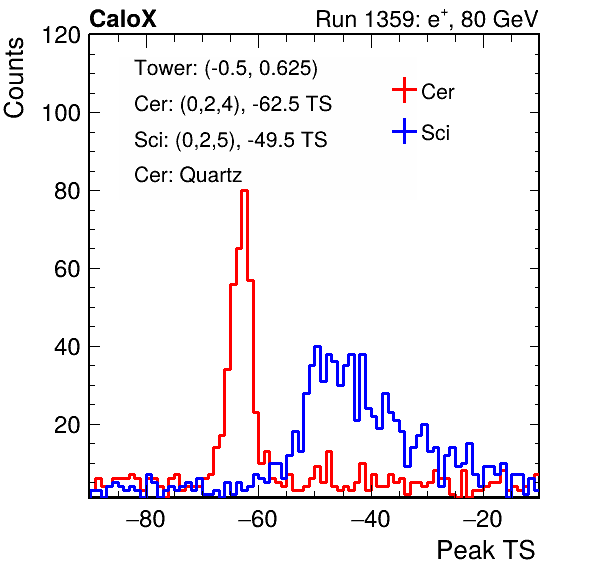 CaloX Run 1359: e⁺, 80 GeV
Counts
120
100
80
60
40
20
Tower: (-0.5, 0.625)
Cer: (0,2,4), -62.5 TS
Sci: (0,2,5), -49.5 TS
Cer: Quartz
Cer
Sci
−80 −60 −40 −20
Peak TS